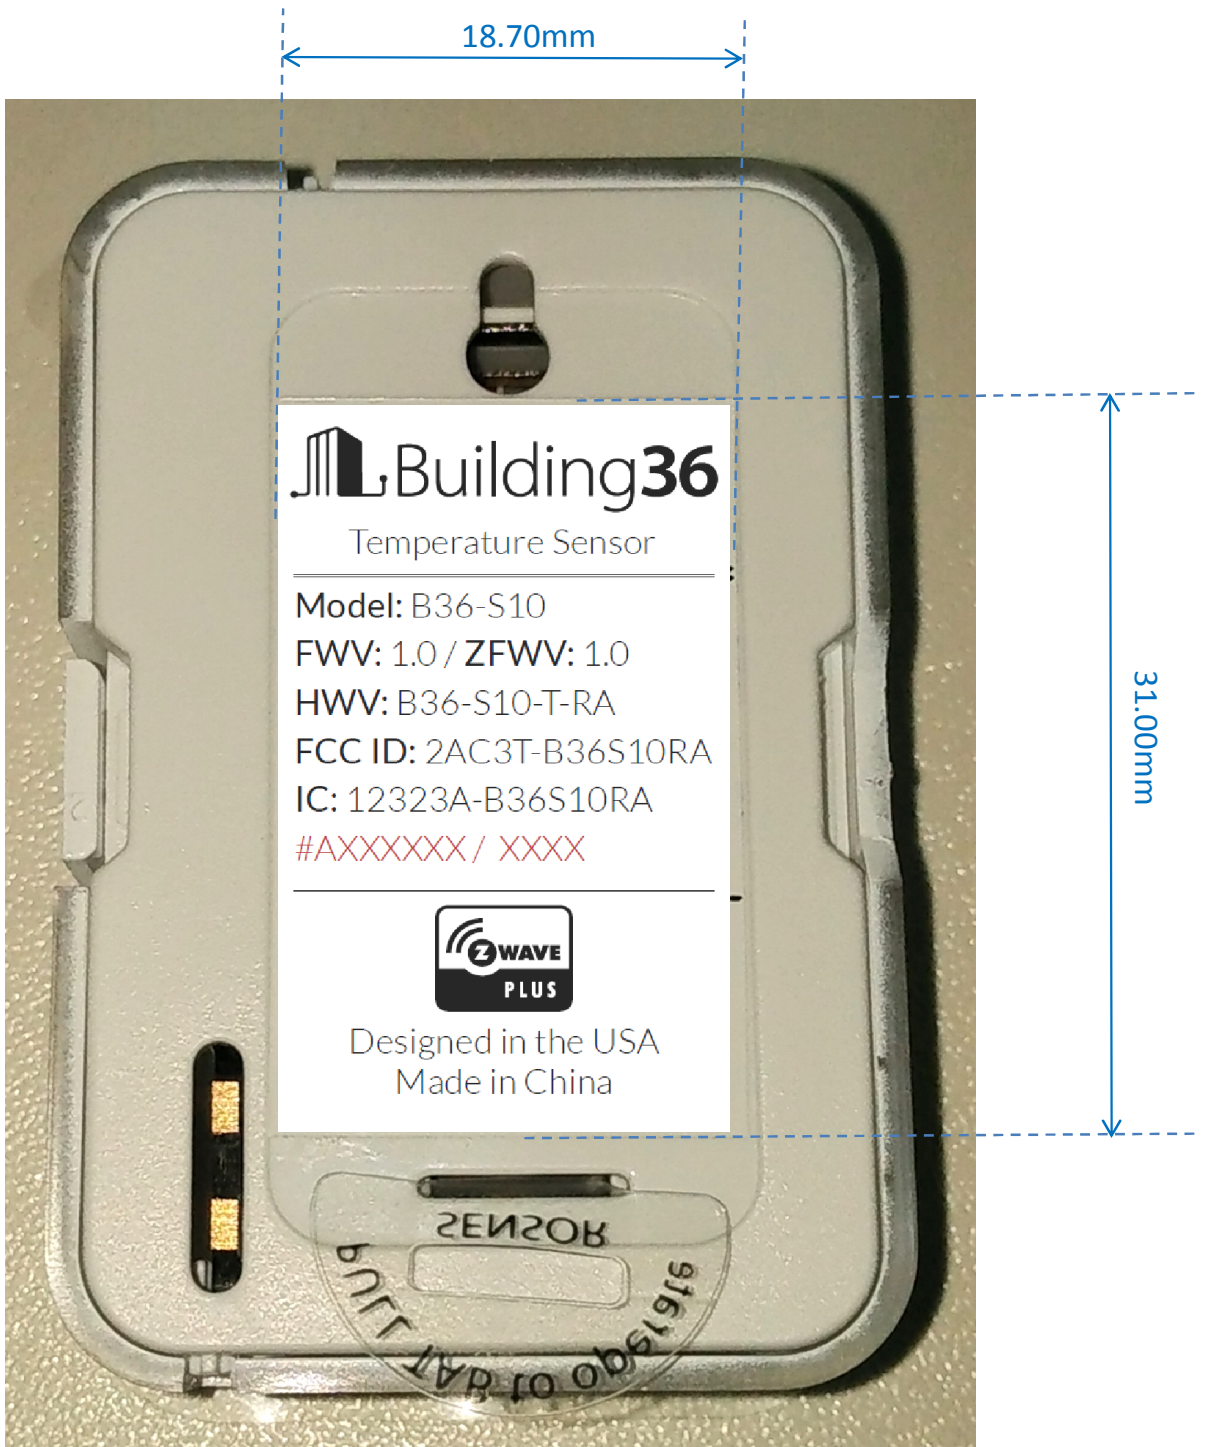 18.70mm
Building36
Temperature Sensor
Model: B36-S10
FWV: 1.0 / ZFWV: 1.0
HWV: B36-S10-T-RA
FCC ID: 2AC3T-B36S10RA
IC: 12323A-B36S10RA
#AXXXXXX / XXXX
Z WAVE
PLUS
Designed in the USA
Made in China
31.00mm
SENSOR
PULL TAB to operate